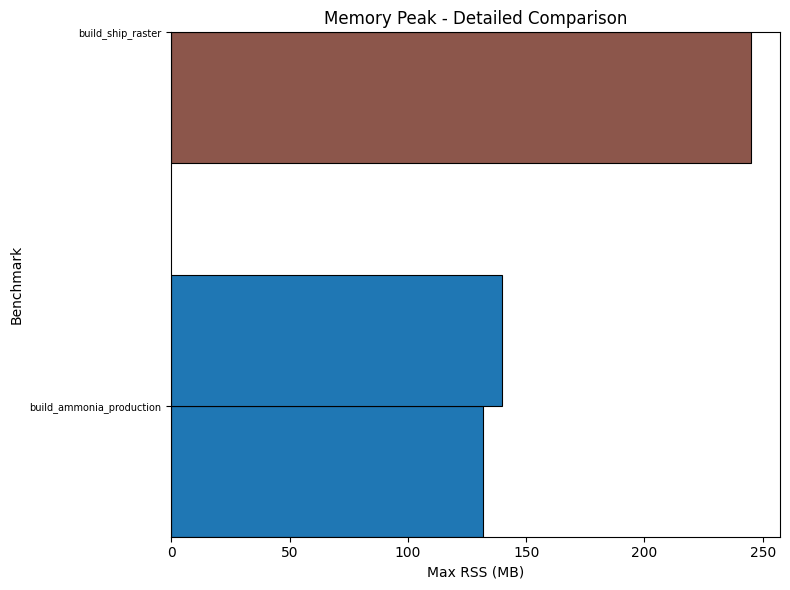 Memory Peak - Detailed Comparison
build_ship_raster
Benchmark
build_ammonia_production
0 50 100 150 200 250
Max RSS (MB)